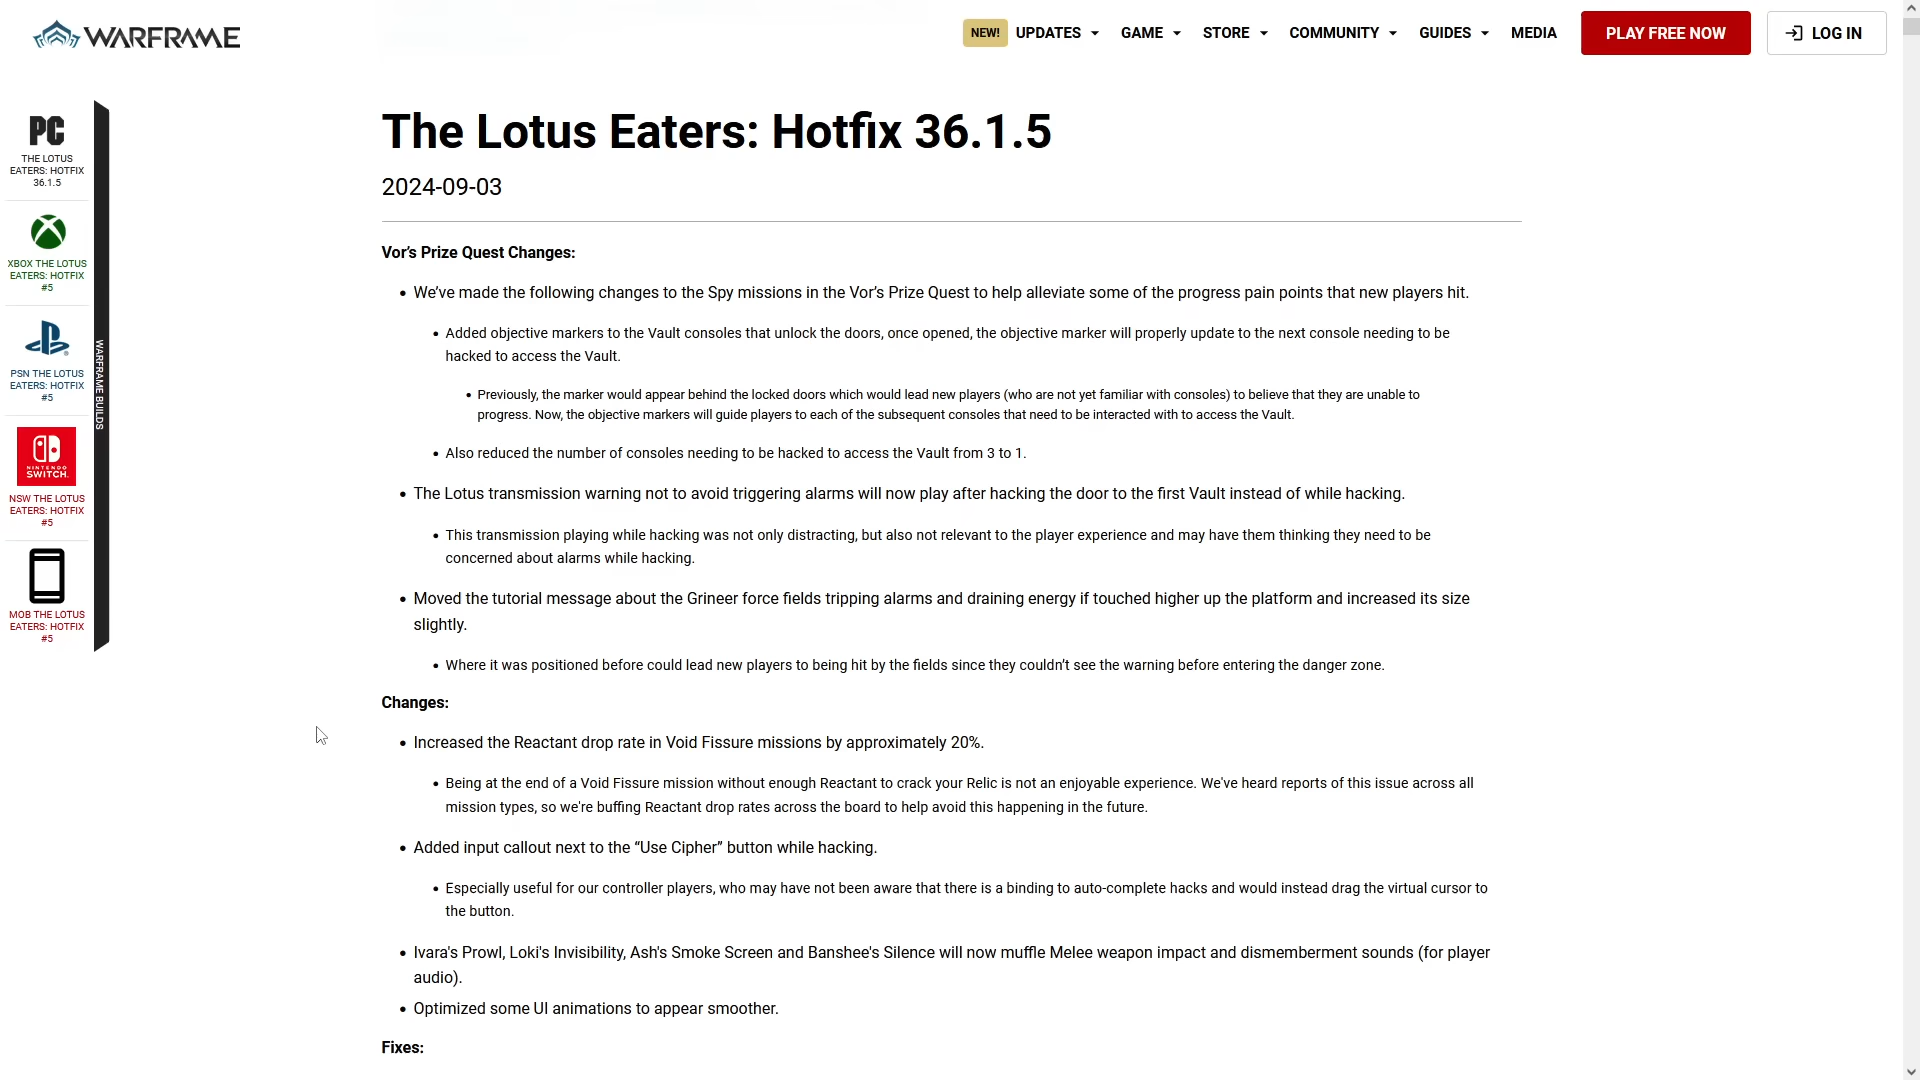 WARFRAME
NEW! UPDATES GAME STORE COMMUNITY GUIDES MEDIA PLAY FREE NOW LOG IN
PC
THE LOTUS
EATERS: HOTFIX
36.1.5
XBOX THE LOTUS
EATERS: HOTFIX
#5
PSN THE LOTUS
EATERS: HOTFIX
#5
NINTENDO
SWITCH
NSW THE LOTUS
EATERS: HOTFIX
#5
MOB THE LOTUS
EATERS: HOTFIX
#5
WARFRAME BUILDS
The Lotus Eaters: Hotfix 36.1.5
2024-09-03
Vor’s Prize Quest Changes:
• We’ve made the following changes to the Spy missions in the Vor’s Prize Quest to help alleviate some of the progress pain points that new players hit.
• Added objective markers to the Vault consoles that unlock the doors, once opened, the objective marker will properly update to the next console needing to be
hacked to access the Vault.
• Previously, the marker would appear behind the locked doors which would lead new players (who are not yet familiar with consoles) to believe that they are unable to
progress. Now, the objective markers will guide players to each of the subsequent consoles that need to be interacted with to access the Vault.
• Also reduced the number of consoles needing to be hacked to access the Vault from 3 to 1.
• The Lotus transmission warning not to avoid triggering alarms will now play after hacking the door to the first Vault instead of while hacking.
• This transmission playing while hacking was not only distracting, but also not relevant to the player experience and may have them thinking they need to be
concerned about alarms while hacking.
• Moved the tutorial message about the Grineer force fields tripping alarms and draining energy if touched higher up the platform and increased its size
slightly.
• Where it was positioned before could lead new players to being hit by the fields since they couldn’t see the warning before entering the danger zone.
Changes:
• Increased the Reactant drop rate in Void Fissure missions by approximately 20%.
• Being at the end of a Void Fissure mission without enough Reactant to crack your Relic is not an enjoyable experience. We've heard reports of this issue across all
mission types, so we're buffing Reactant drop rates across the board to help avoid this happening in the future.
• Added input callout next to the “Use Cipher” button while hacking.
• Especially useful for our controller players, who may have not been aware that there is a binding to auto-complete hacks and would instead drag the virtual cursor to
the button.
• Ivara's Prowl, Loki's Invisibility, Ash's Smoke Screen and Banshee's Silence will now muffle Melee weapon impact and dismemberment sounds (for player
audio).
• Optimized some UI animations to appear smoother.
Fixes: